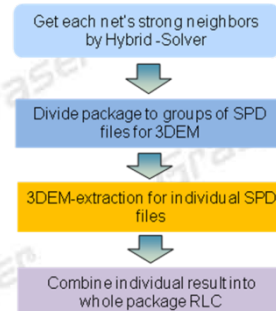 Get each net's strong neighbors
by Hybrid -Solver
Divide package to groups of SPD
files for 3DEM
3DEM-extraction for individual SPD
files
Combine individual result into
whole package RLC